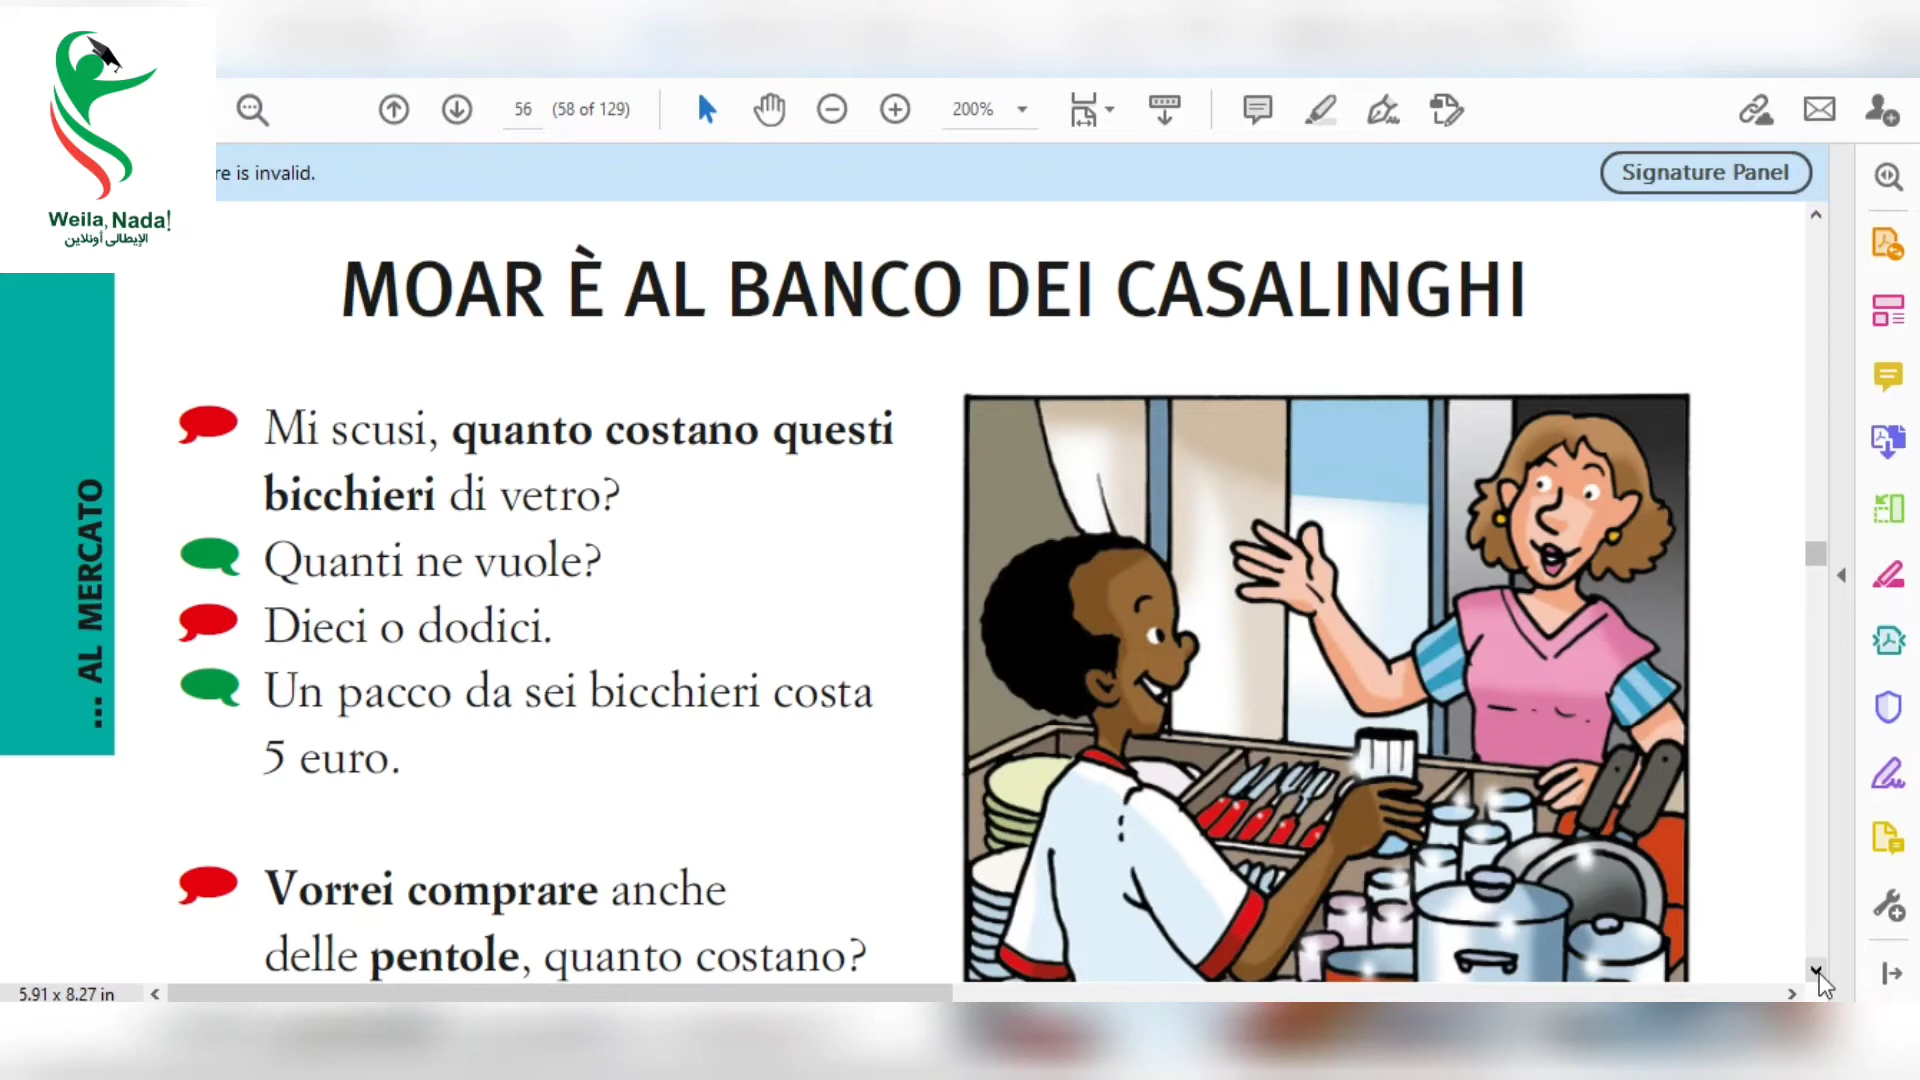 Weila, Nada!
الإيطالى أونلاين
56 (58 of 129)
200%
re is invalid.
Signature Panel
MOAR È AL BANCO DEI CASALINGHI
... AL MERCATO
Mi scusi, quanto costano questi
bicchieri di vetro?
Quanti ne vuole?
Dieci o dodici.
Un pacco da sei bicchieri costa
5 euro.
Vorrei comprare anche
delle pentole, quanto costano?
5.91 x 8.27 in